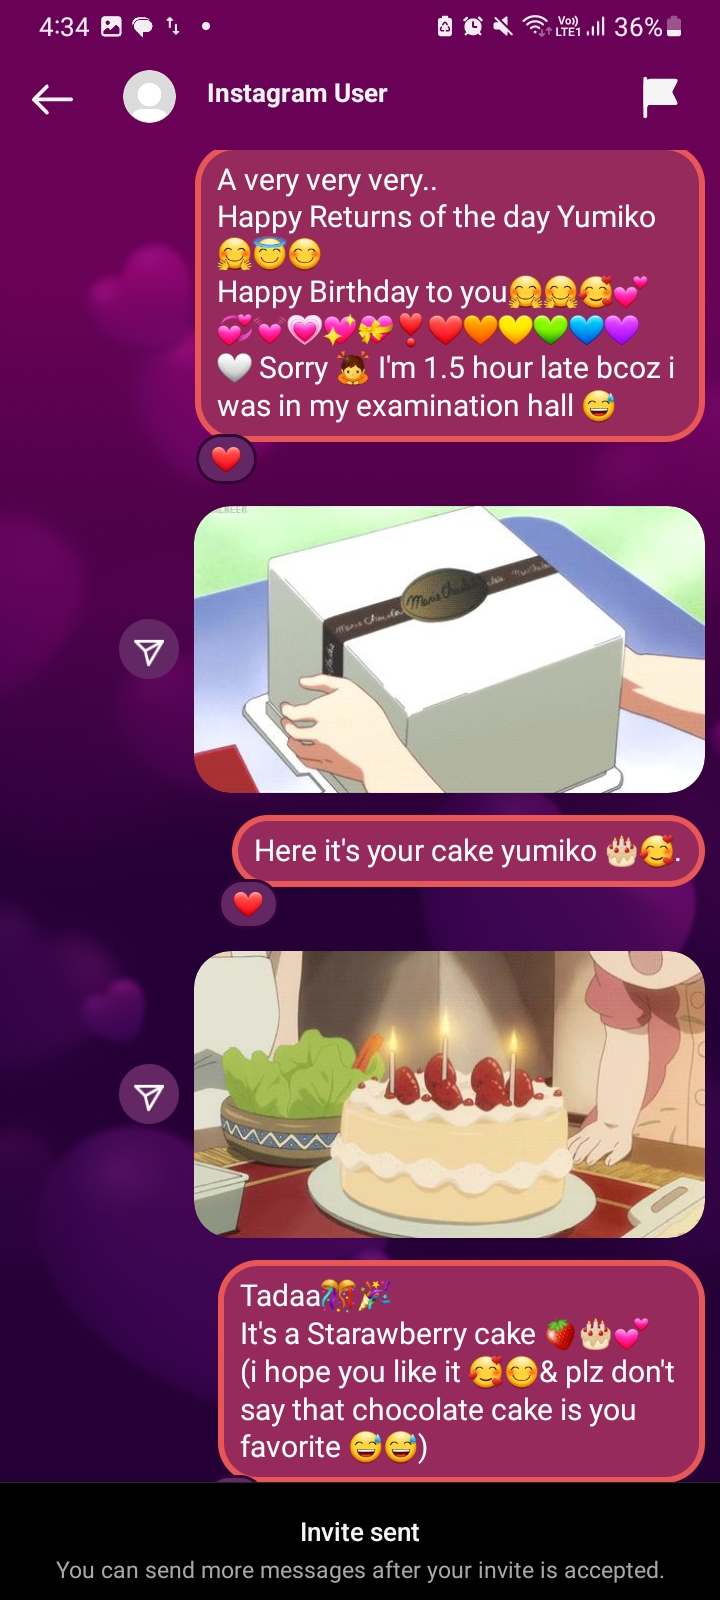 4:34
Vo)) LTE1 36%
Instagram User
A very very very..
Happy Returns of the day Yumiko
🤗😇😊
Happy Birthday to you🤗🤗🥰💕
💞💓💗💖💝❣️❤️🧡💛💚💙💜
🤍 Sorry 🙇 I'm 1.5 hour late bcoz i
was in my examination hall 😅
❤️
Marie Chocola
Here it's your cake yumiko 🎂🥰.
❤️
Tadaa🎊🎉
It's a Starawberry cake 🍓🎂💕
(i hope you like it 🥰😊& plz don't
say that chocolate cake is you
favorite 😅😅)
Invite sent
You can send more messages after your invite is accepted.